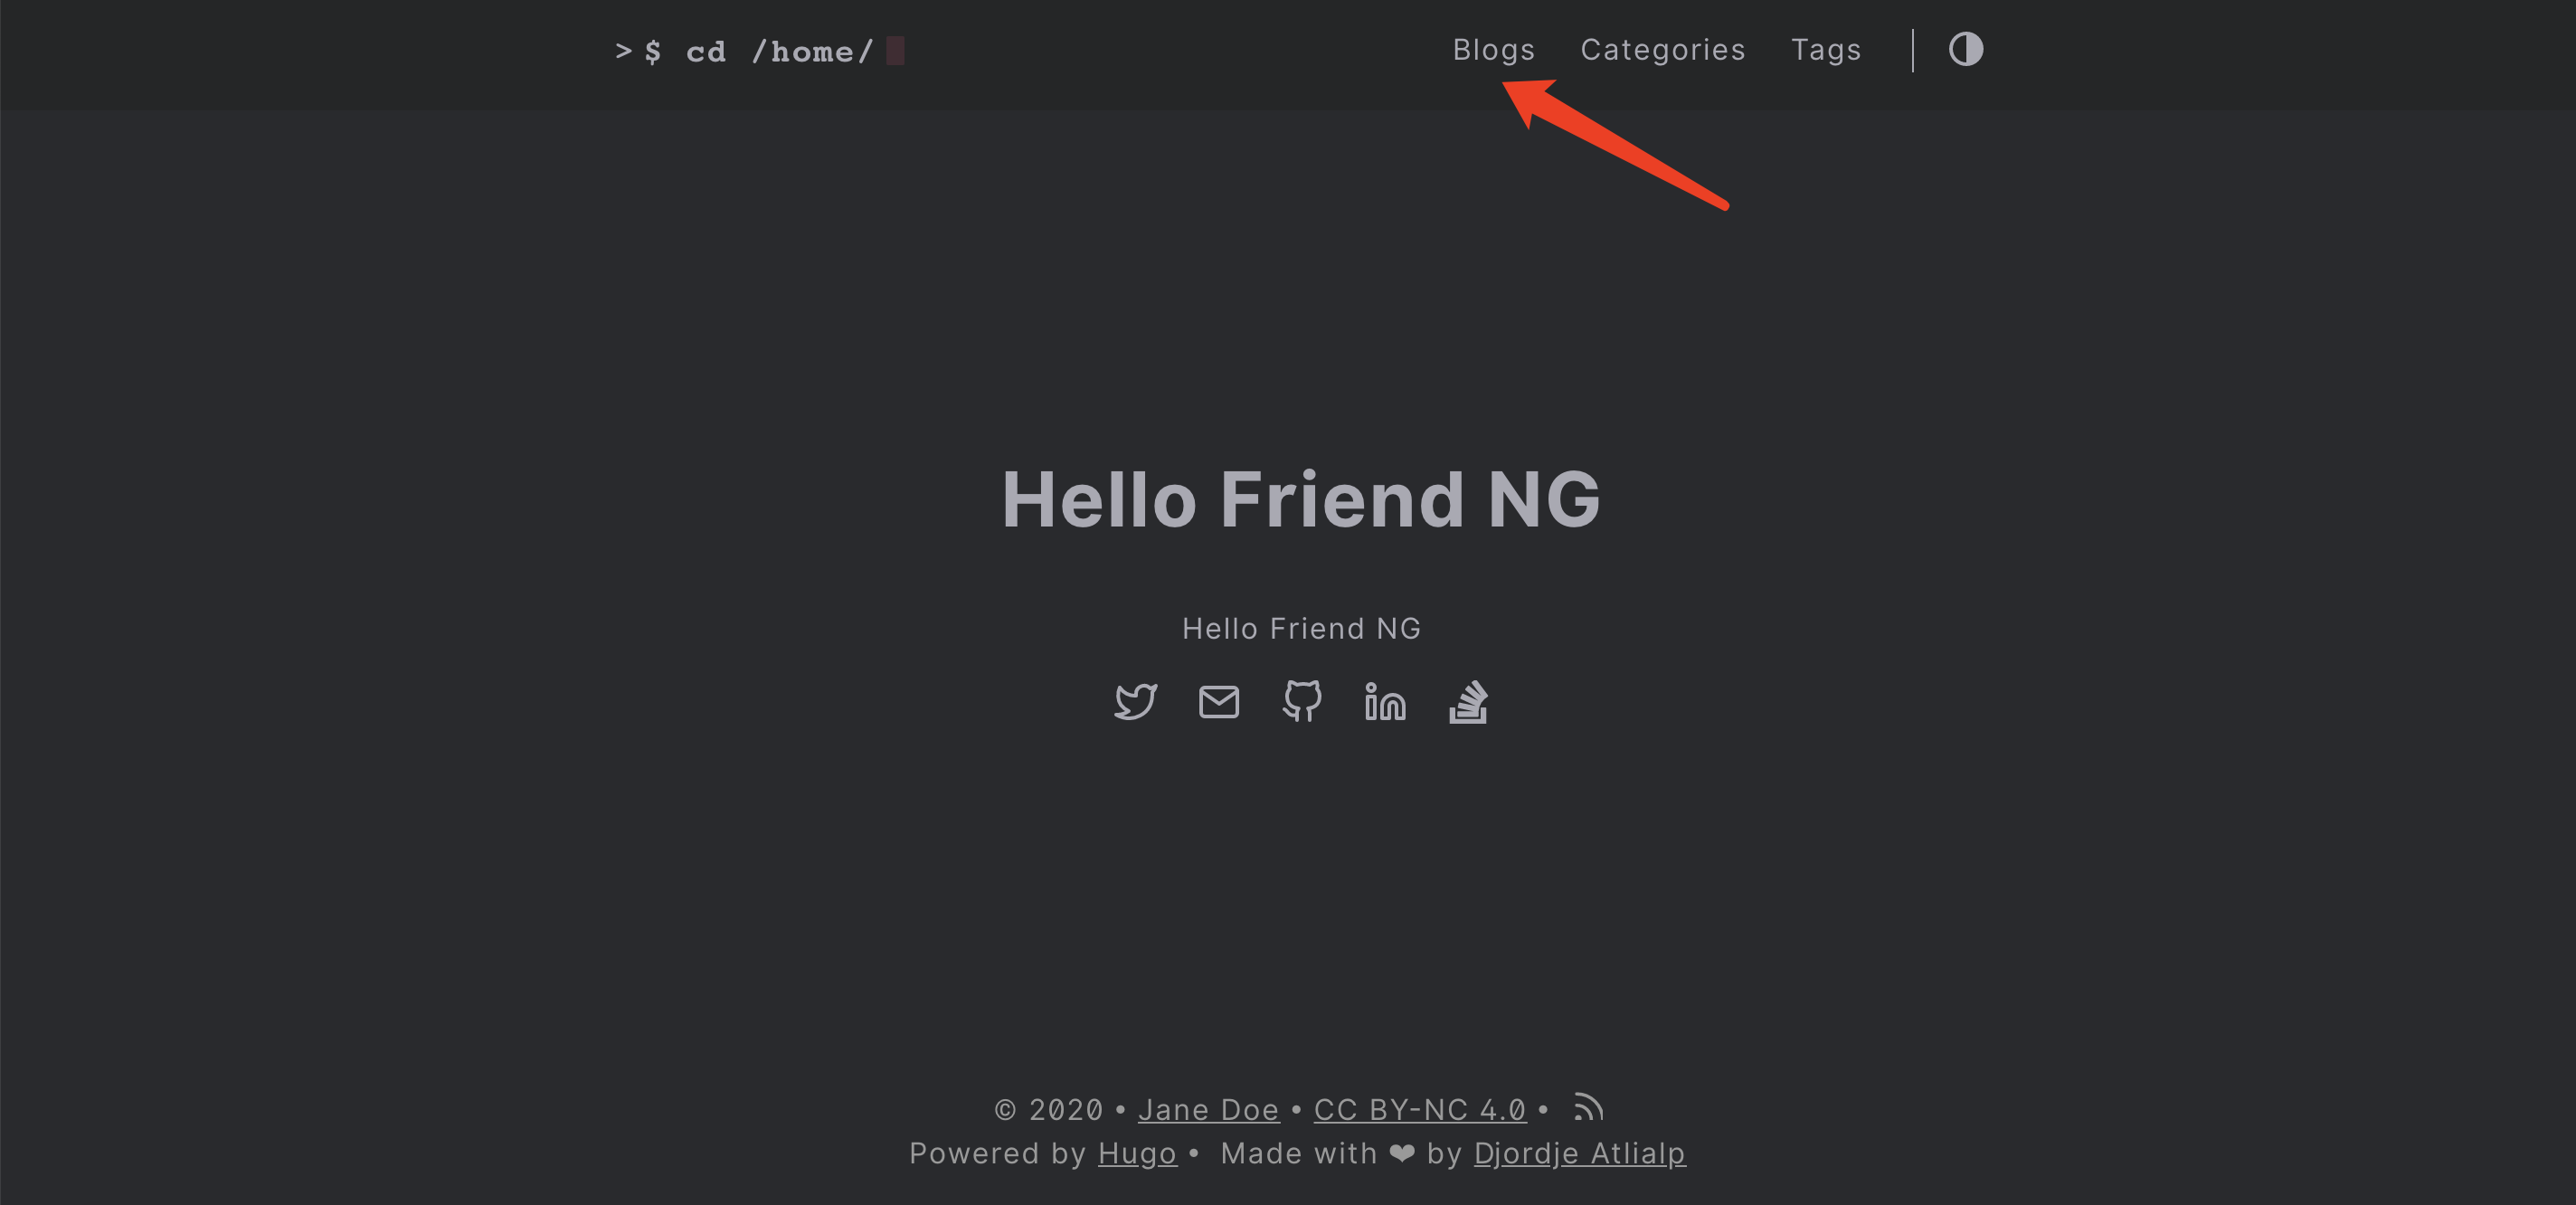 >$ cd /home/
Blogs Categories Tags
Hello Friend NG
Hello Friend NG
© 2020 • Jane Doe • CC BY-NC 4.0 •
Powered by Hugo • Made with ❤ by Djordje Atlialp